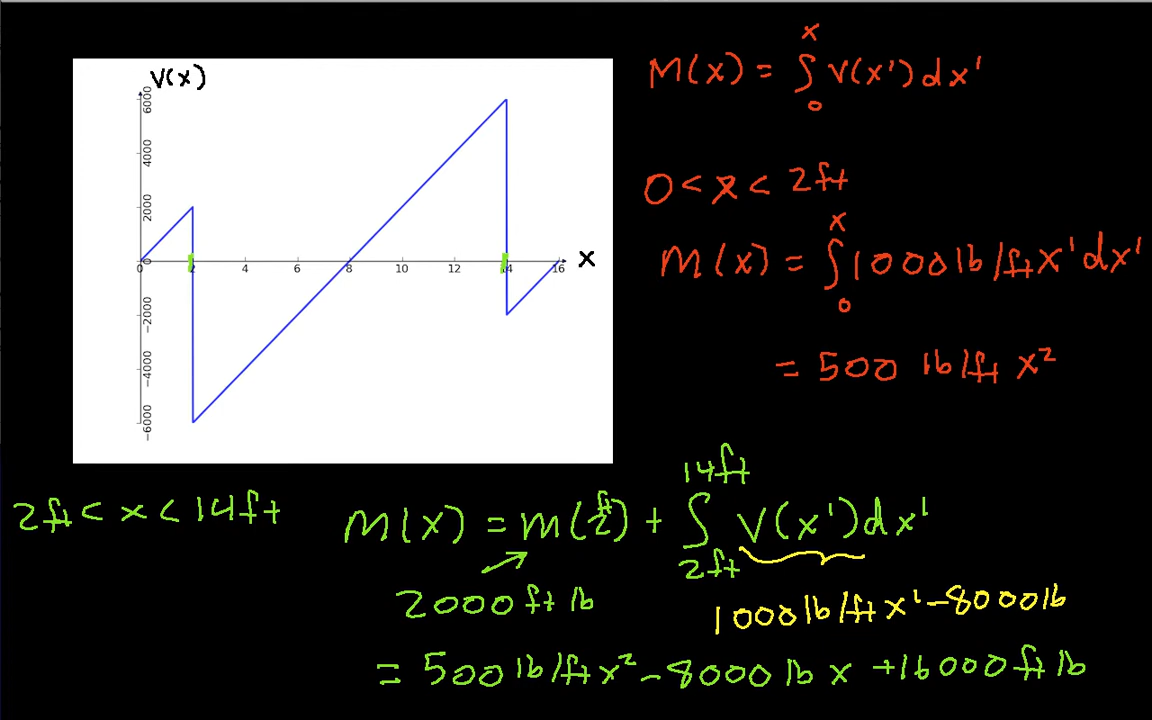 V(x)
6000
4000
2000
0
−2000
−4000
−6000
0 2 4 6 8 10 12 14 16
x
M(x) = ∫₀ˣ V(x')dx'
0 < x < 2ft
M(x) = ∫₀ˣ 1000 lb/ft x' dx'
= 500 lb/ft x²
2ft < x < 14ft
M(x) = M(2ft) + ∫_{2ft}^{14ft} V(x')dx'
2000 ft lb
1000 lb/ft x' - 8000 lb
= 500 lb/ft x² - 8000 lb x + 16000 ft lb